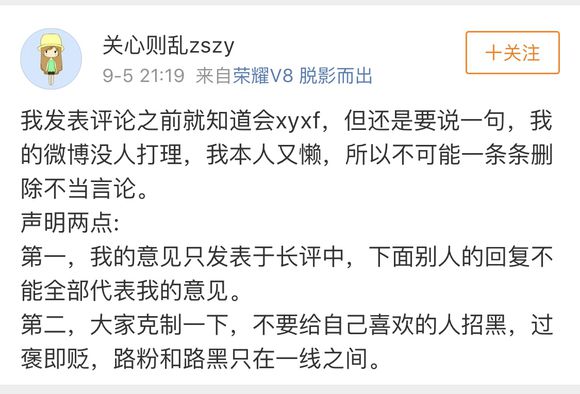 关心则乱zszy
9-5 21:19 来自荣耀V8 脱影而出
+关注
我发表评论之前就知道会xyxf，但还是要说一句，我
的微博没人打理，我本人又懒，所以不可能一条条删
除不当言论。
声明两点:
第一，我的意见只发表于长评中，下面别人的回复不
能全部代表我的意见。
第二，大家克制一下，不要给自己喜欢的人招黑，过
褒即贬，路粉和路黑只在一线之间。